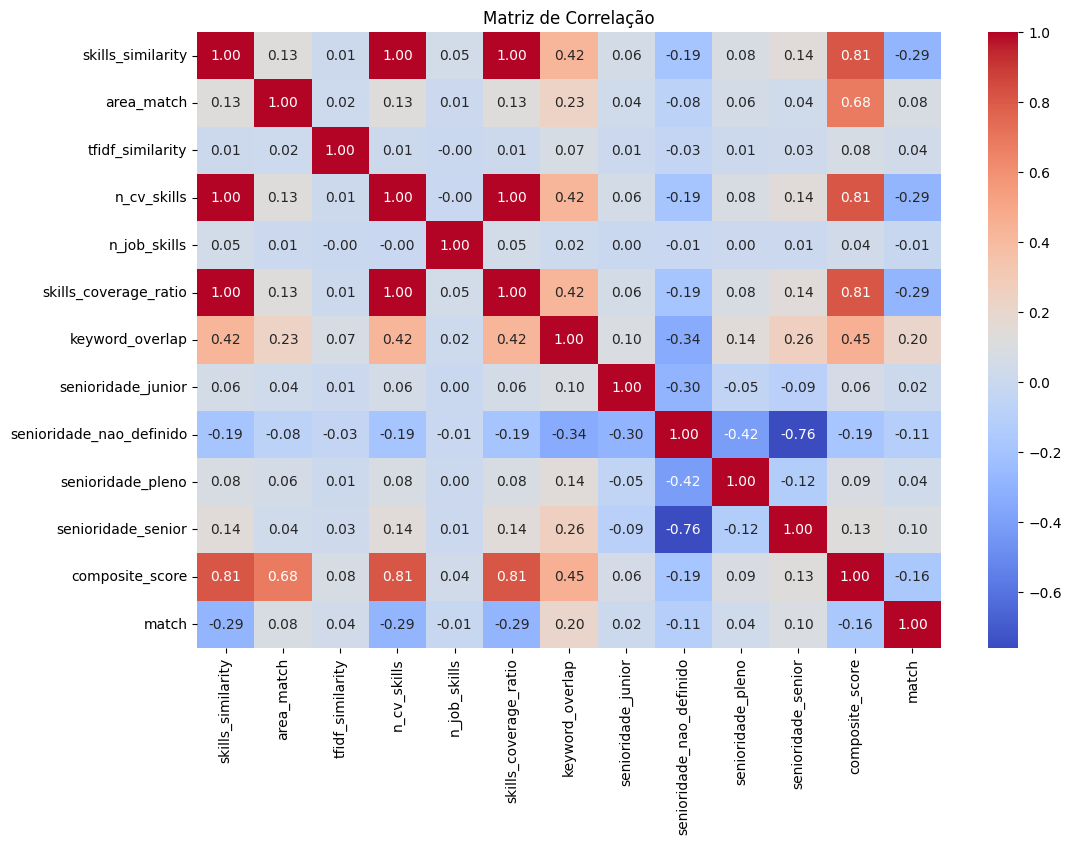 Matriz de Correlação
skills_similarity 1.00 0.13 0.01 1.00 0.05 1.00 0.42 0.06 -0.19 0.08 0.14 0.81 -0.29
area_match 0.13 1.00 0.02 0.13 0.01 0.13 0.23 0.04 -0.08 0.06 0.04 0.68 0.08
tfidf_similarity 0.01 0.02 1.00 0.01 -0.00 0.01 0.07 0.01 -0.03 0.01 0.03 0.08 0.04
n_cv_skills 1.00 0.13 0.01 1.00 -0.00 1.00 0.42 0.06 -0.19 0.08 0.14 0.81 -0.29
n_job_skills 0.05 0.01 -0.00 -0.00 1.00 0.05 0.02 0.00 -0.01 0.00 0.01 0.04 -0.01
skills_coverage_ratio 1.00 0.13 0.01 1.00 0.05 1.00 0.42 0.06 -0.19 0.08 0.14 0.81 -0.29
keyword_overlap 0.42 0.23 0.07 0.42 0.02 0.42 1.00 0.10 -0.34 0.14 0.26 0.45 0.20
senioridade_junior 0.06 0.04 0.01 0.06 0.00 0.06 0.10 1.00 -0.30 -0.05 -0.09 0.06 0.02
senioridade_nao_definido -0.19 -0.08 -0.03 -0.19 -0.01 -0.19 -0.34 -0.30 1.00 -0.42 -0.76 -0.19 -0.11
senioridade_pleno 0.08 0.06 0.01 0.08 0.00 0.08 0.14 -0.05 -0.42 1.00 -0.12 0.09 0.04
senioridade_senior 0.14 0.04 0.03 0.14 0.01 0.14 0.26 -0.09 -0.76 -0.12 1.00 0.13 0.10
composite_score 0.81 0.68 0.08 0.81 0.04 0.81 0.45 0.06 -0.19 0.09 0.13 1.00 -0.16
match -0.29 0.08 0.04 -0.29 -0.01 -0.29 0.20 0.02 -0.11 0.04 0.10 -0.16 1.00
skills_similarity
area_match
tfidf_similarity
n_cv_skills
n_job_skills
skills_coverage_ratio
keyword_overlap
senioridade_junior
senioridade_nao_definido
senioridade_pleno
senioridade_senior
composite_score
match
1.0
0.8
0.6
0.4
0.2
0.0
−0.2
−0.4
−0.6